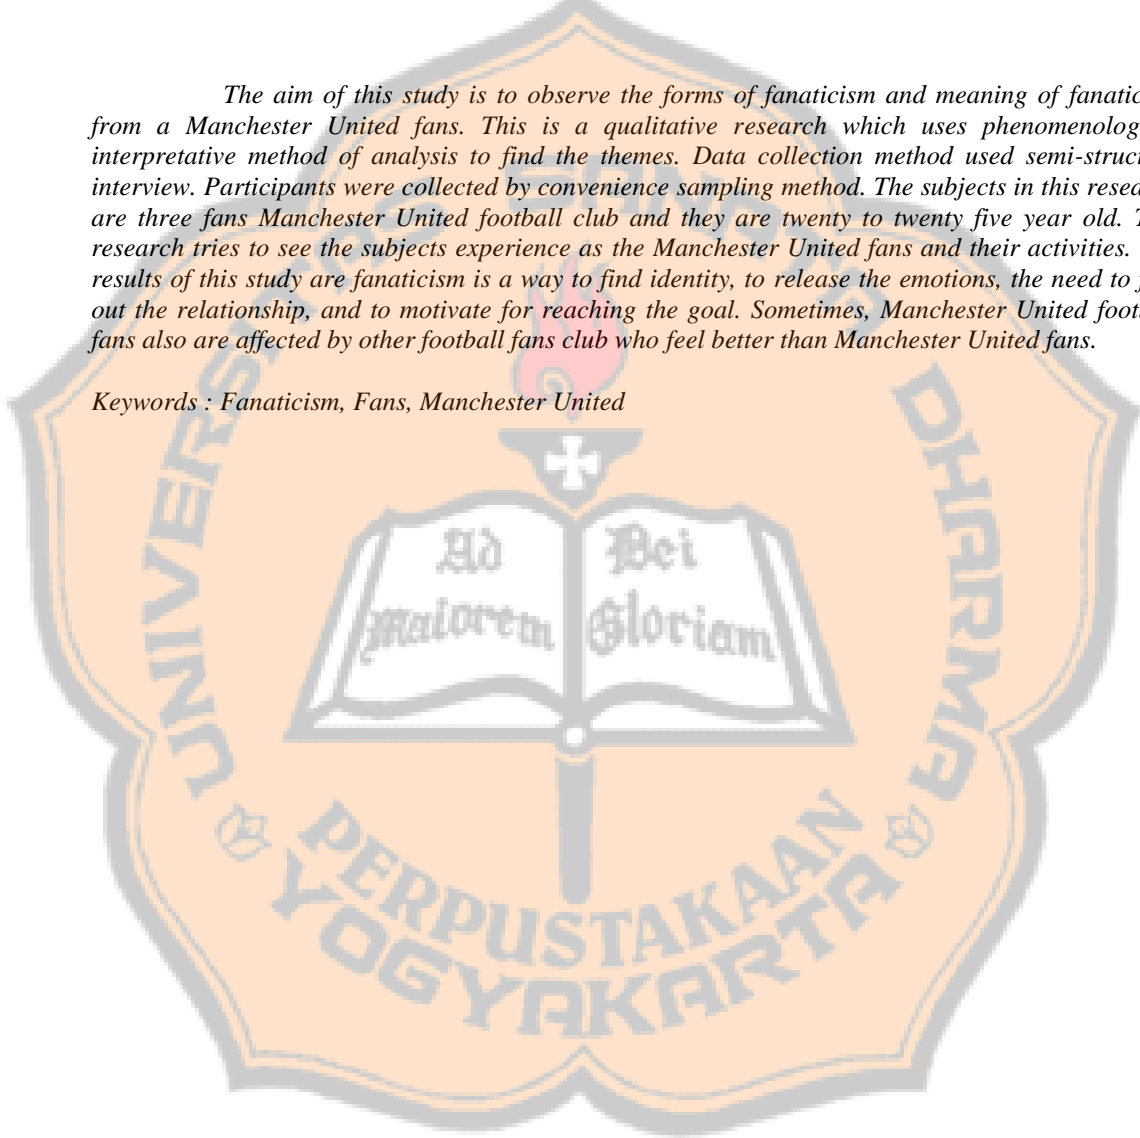 The aim of this study is to observe the forms of fanaticism and meaning of fanatic
from a Manchester United fans. This is a qualitative research which uses phenomenolog
interpretative method of analysis to find the themes. Data collection method used semi-struc
interview. Participants were collected by convenience sampling method. The subjects in this resea
are three fans Manchester United football club and they are twenty to twenty five year old. T
research tries to see the subjects experience as the Manchester United fans and their activities.
results of this study are fanaticism is a way to find identity, to release the emotions, the need to
out the relationship, and to motivate for reaching the goal. Sometimes, Manchester United foot
fans also are affected by other football fans club who feel better than Manchester United fans.
Keywords : Fanaticism, Fans, Manchester United
UNIVERSITAS SANATA DHARMA
Ad Dei
maiorem Gloriam
PERPUSTAKAAN
YOGYAKARTA